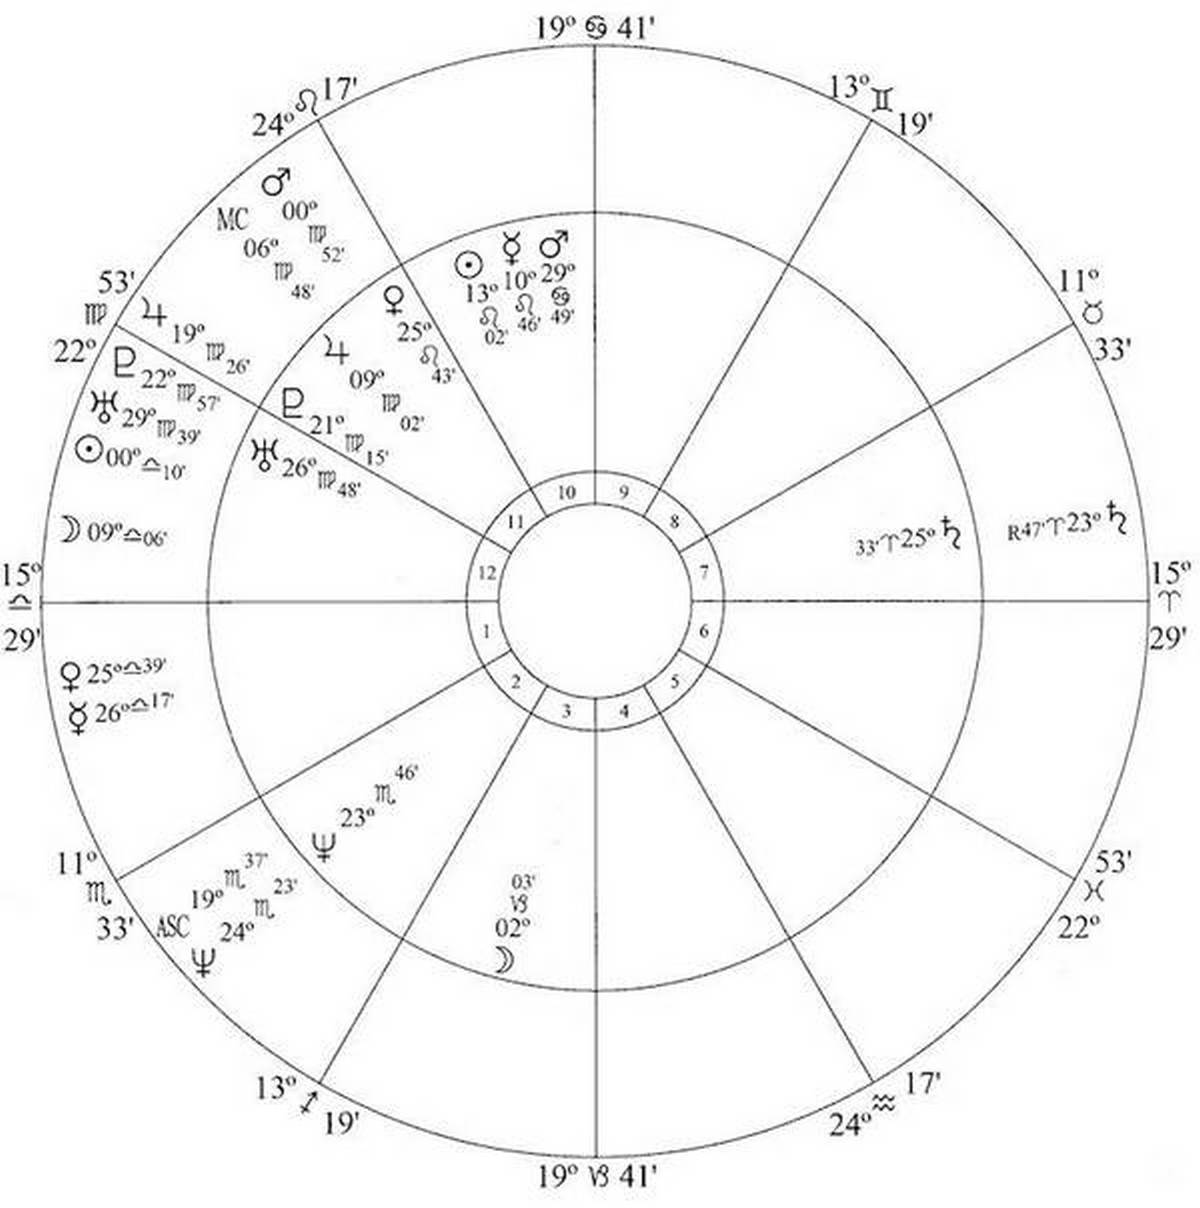 19° ♋ 41'
13° ♊ 19'
24° ♌ 17'
♂ 00° ♍ 52'
MC 06° ♍ 48'
☉ 13° ♌ 02'
☿ 10° ♌ 46'
♂ 29° ♋ 49'
53' ♍ 22°
11° ♉ 33'
♃ 19° ♍ 26'
♀ 25° ♌ 43'
♃ 09° ♍ 02'
♇ 22° ♍ 57'
♇ 21° ♍ 15'
♅ 29° ♍ 39'
♅ 26° ♍ 48'
☉ 00° ♎ 10'
☽ 09° ♎ 06'
33' ♈ 25° ♄
R47' ♈ 23° ♄
10
9
11
8
12
7
1
6
2
5
3
4
15° ♎ 29'
15° ♈ 29'
♀ 25° ♎ 39'
☿ 26° ♎ 17'
♆ 23° ♏ 46'
11° ♏ 33'
ASC 19° ♏ 37'
♆ 24° ♏ 23'
03' ♑ 02° ☽
53' ♓ 22°
13° ♐ 19'
17' ♒ 24°
19° ♑ 41'